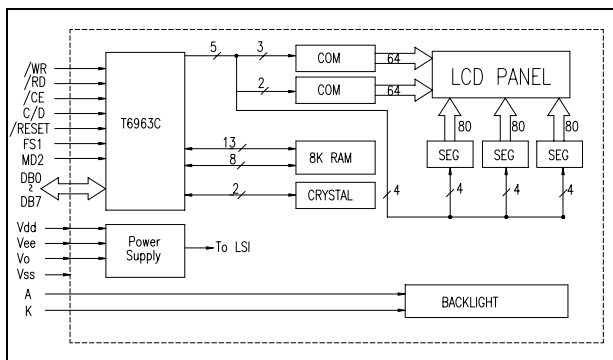 /WR
/RD
/CE
C/D
/RESET
FS1
MD2
DB0
~
DB7
T6963C
5
3
COM
64
2
COM
64
LCD PANEL
80
80
80
SEG
SEG
SEG
13
8
8K RAM
2
CRYSTAL
4
4
4
4
Vdd
Vee
Vo
Vss
Power
Supply
To LSI
A
K
BACKLIGHT